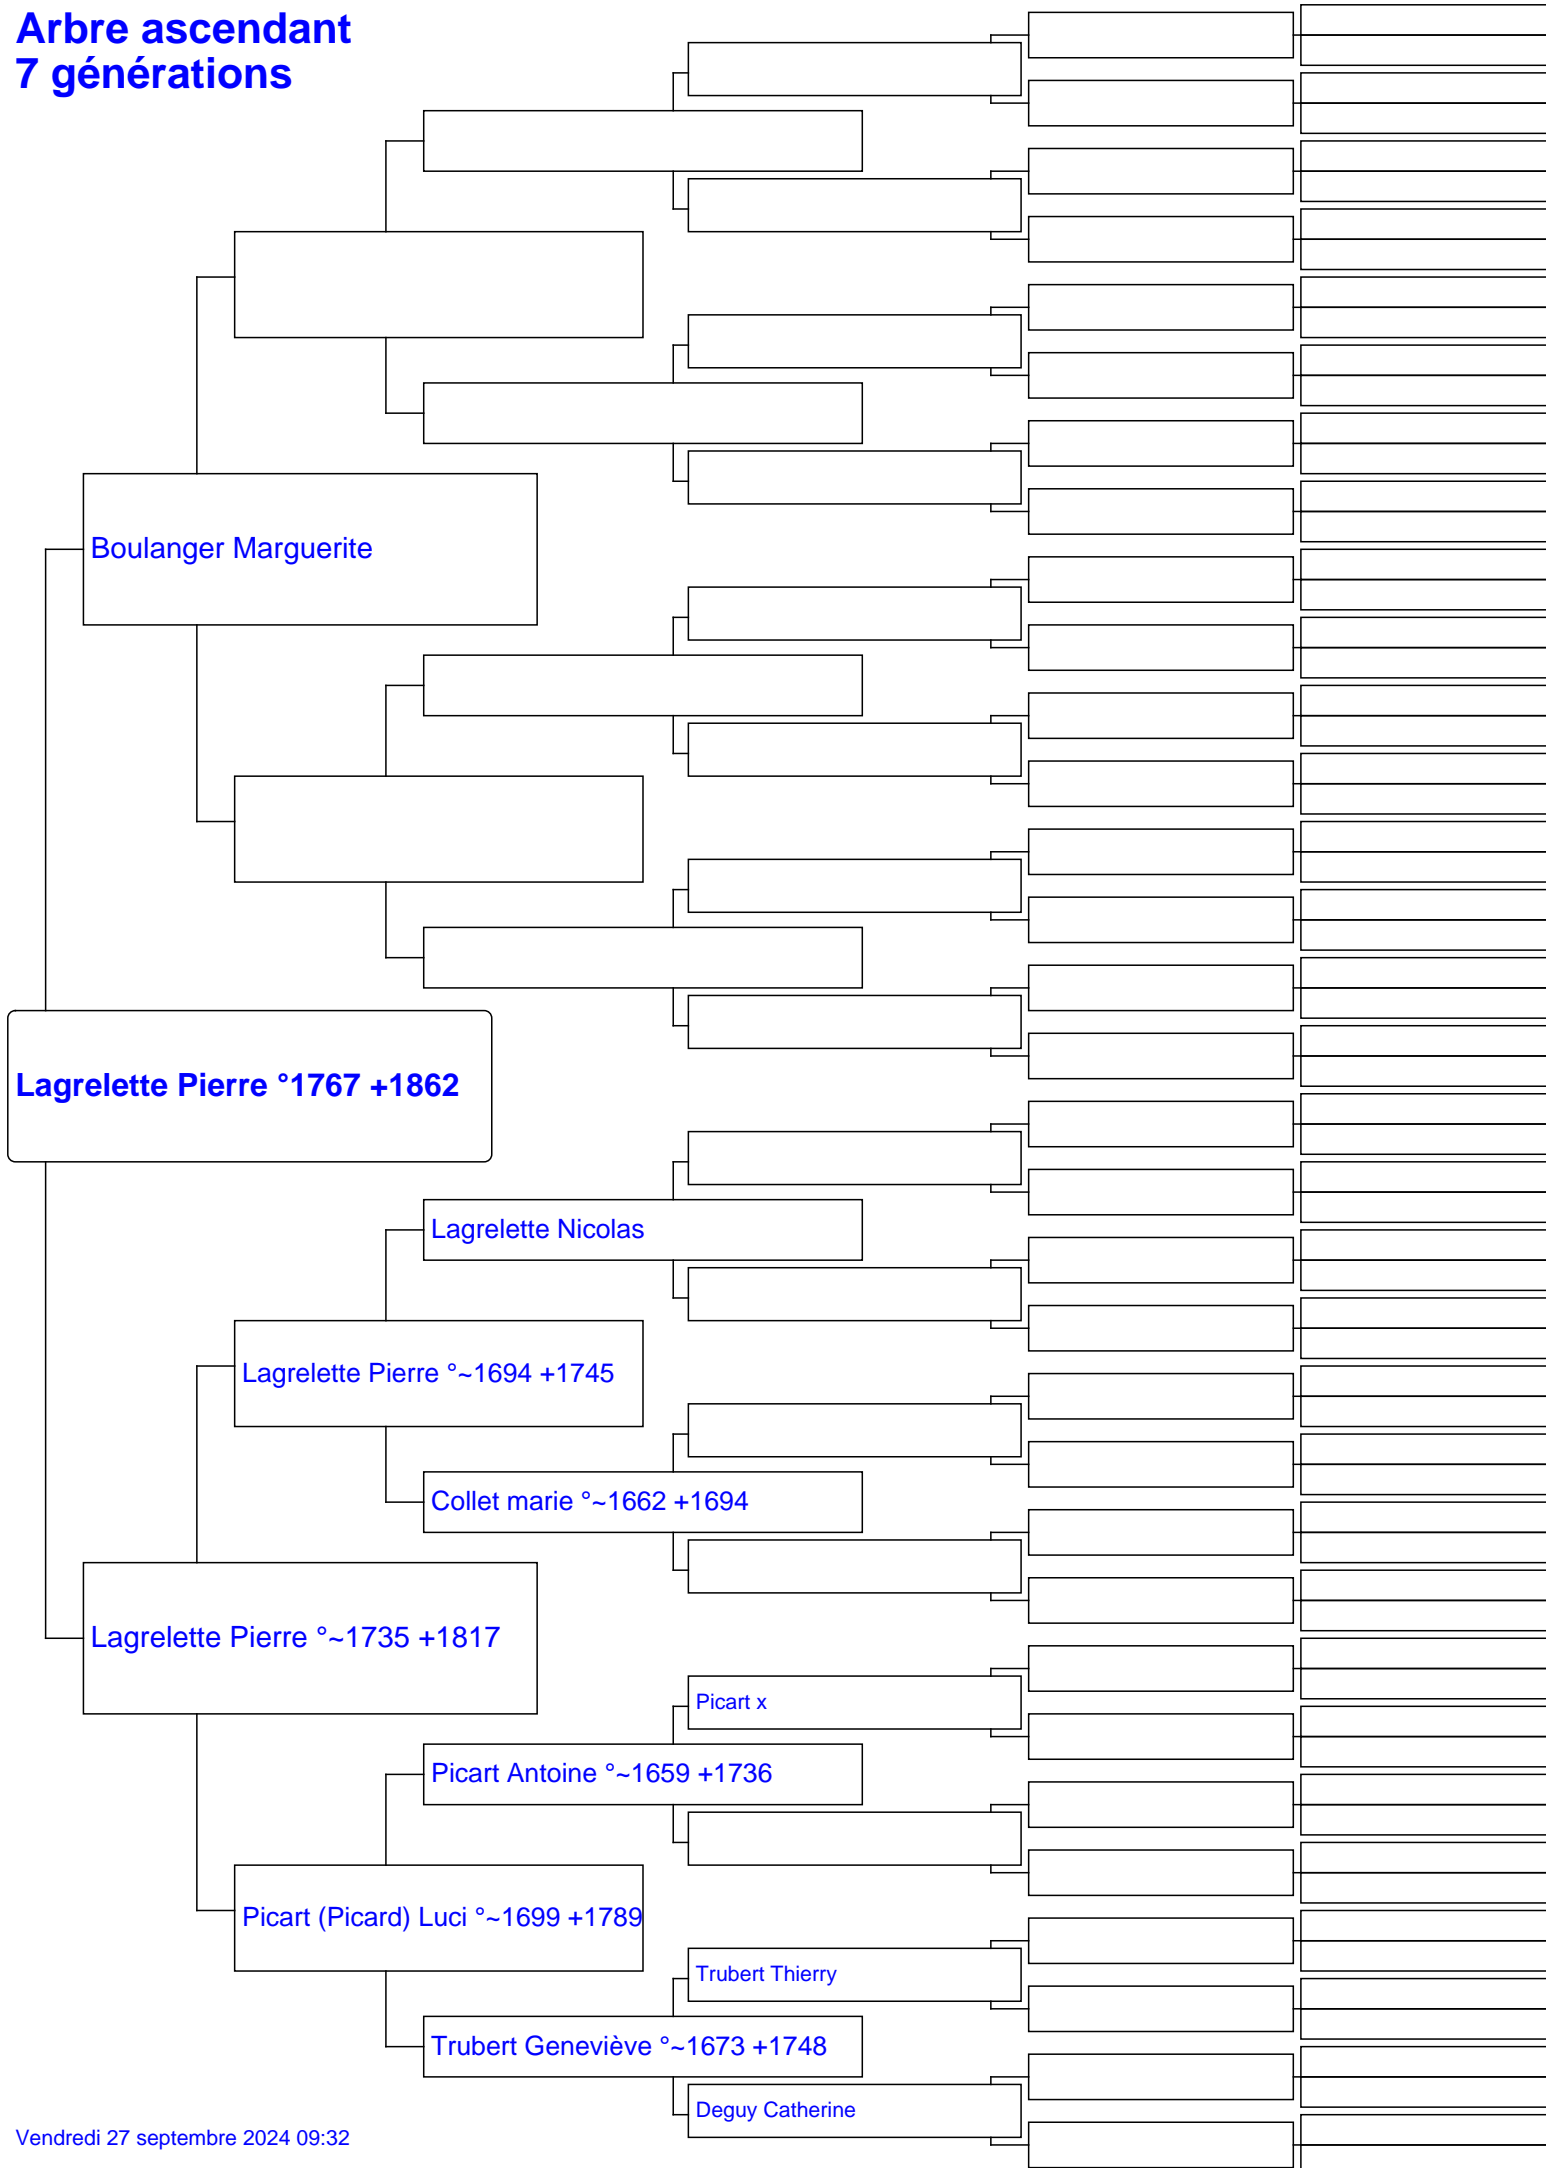 Arbre ascendant
7 générations
Boulanger Marguerite
Lagrelette Pierre °1767 +1862
Lagrelette Nicolas
Lagrelette Pierre °~1694 +1745
Collet marie °~1662 +1694
Lagrelette Pierre °~1735 +1817
Picart x
Picart Antoine °~1659 +1736
Picart (Picard) Luci °~1699 +1789
Trubert Thierry
Trubert Geneviève °~1673 +1748
Deguy Catherine
Vendredi 27 septembre 2024 09:32